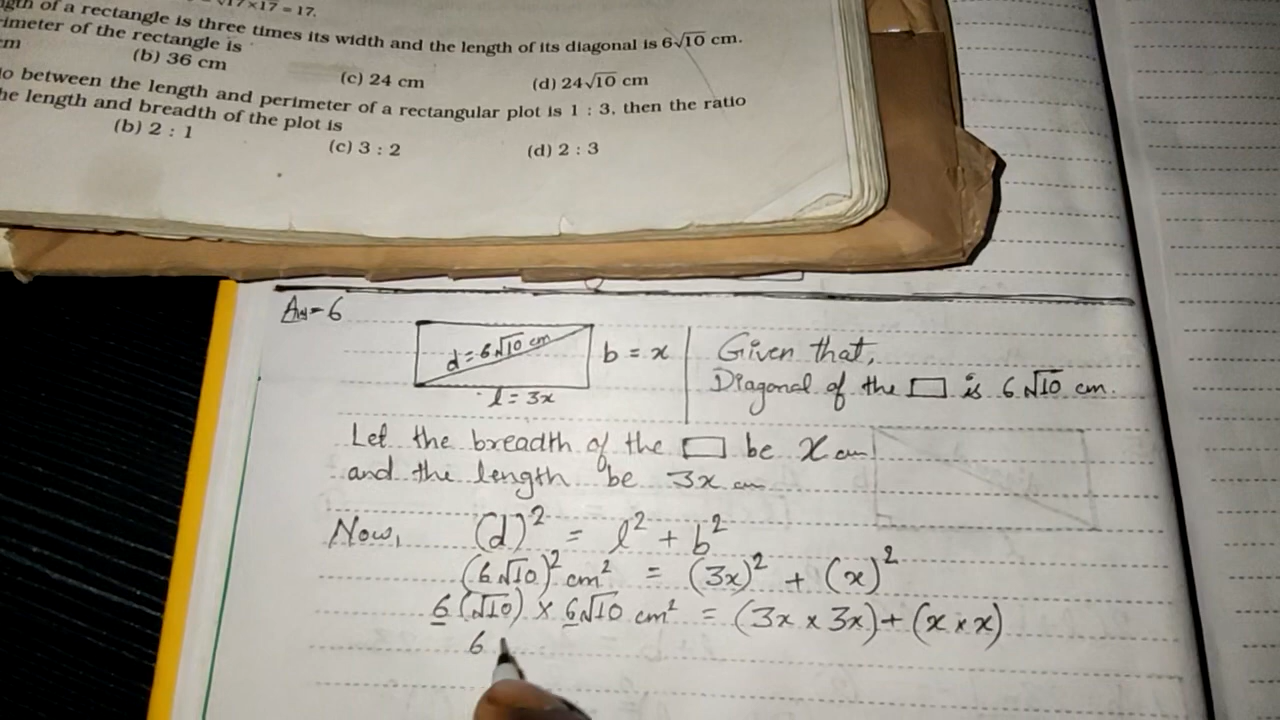 = √17×17 = 17.
of a rectangle is three times its width and the length of its diagonal is 6√10 cm.
of the rectangle is
(b) 36 cm
(c) 24 cm
(d) 24√10 cm
between the length and perimeter of a rectangular plot is 1 : 3, then the ratio
length and breadth of the plot is
(b) 2 : 1
(c) 3 : 2
(d) 2 : 3
An-6
d = 6√10 cm
b = x
l = 3x
Given that,
Diagonal of the ▭ is 6√10 cm.
Let the breadth of the ▭ be x cm
and the length be 3x cm
Now, (d)² = l² + b²
(6√10)² cm² = (3x)² + (x)²
6(√10) × 6√10 cm² = (3x × 3x) + (x × x)
6